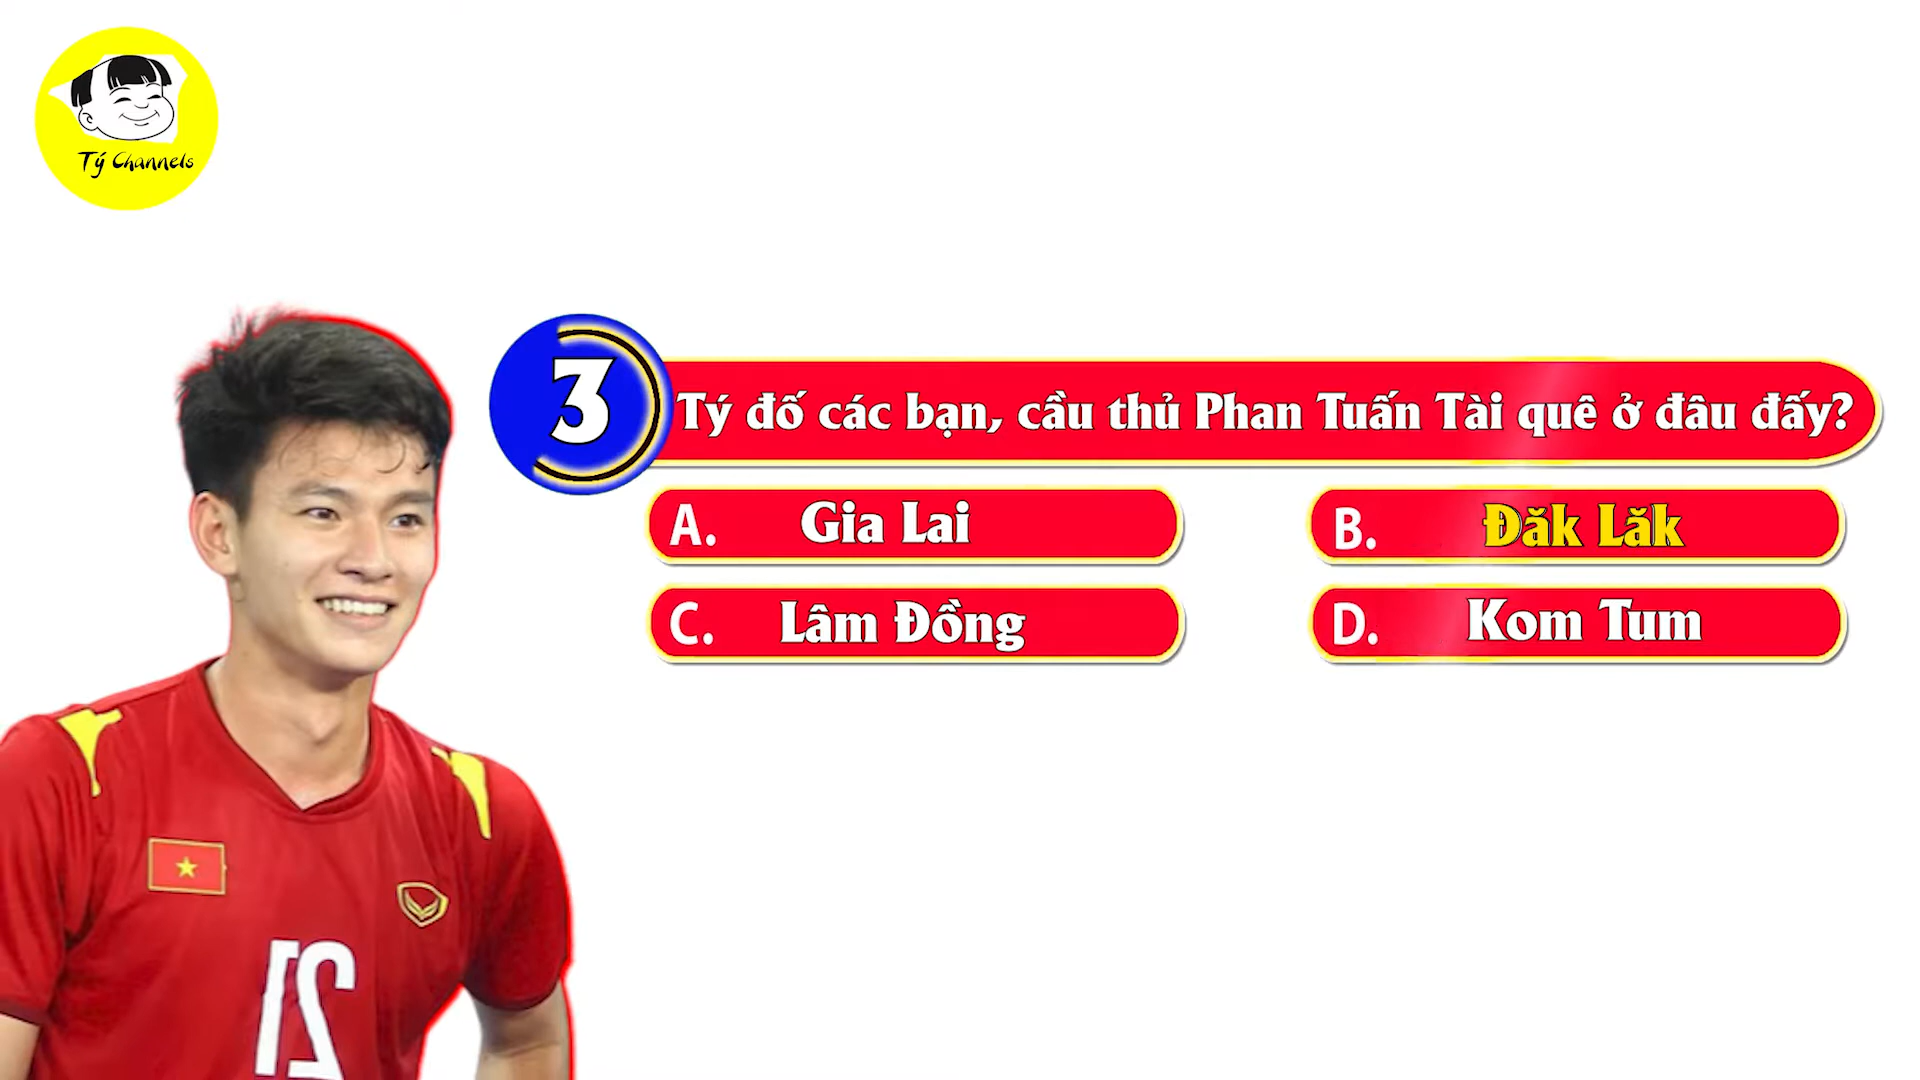 Tý Channels
3
Tý đố các bạn, cầu thủ Phan Tuấn Tài quê ở đâu đấy?
A. Gia Lai
B. Đăk Lăk
C. Lâm Đồng
D. Kom Tum
21